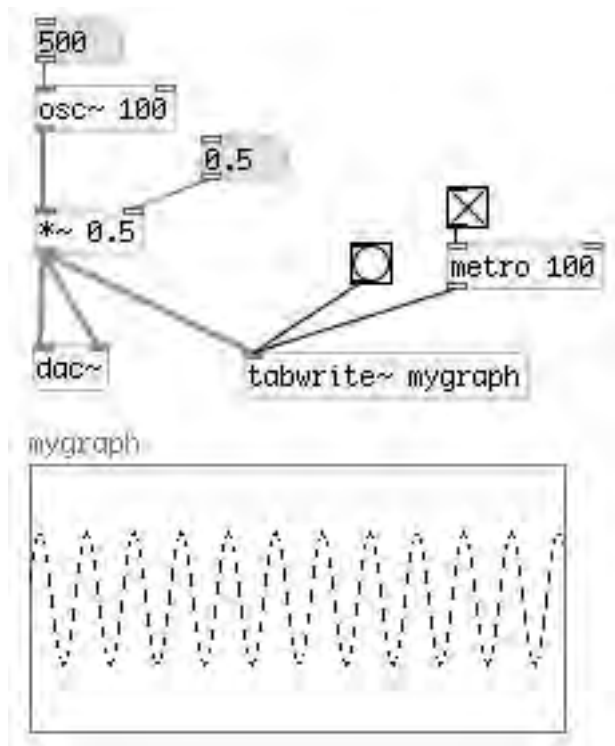 500
osc~ 100
0.5
*~ 0.5
metro 100
dac~
tabwrite~ mygraph
mygraph